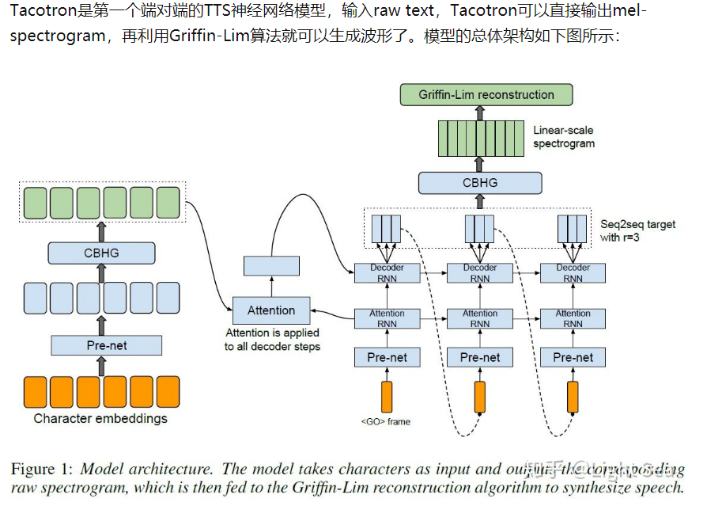 Tacotron是第一个端对端的TTS神经网络模型，输入raw text，Tacotron可以直接输出mel-
spectrogram，再利用Griffin-Lim算法就可以生成波形了。模型的总体架构如下图所示：
Griffin-Lim reconstruction
Linear-scale
spectrogram
CBHG
Seq2seq target
with r=3
CBHG
Decoder
RNN
Decoder
RNN
Decoder
RNN
Attention
Attention
RNN
Attention
RNN
Attention
RNN
Attention is applied
to all decoder steps
Pre-net
Pre-net
Pre-net
Pre-net
Character embeddings
<GO> frame
Figure 1: Model architecture. The model takes characters as input and outputs the corresponding
raw spectrogram, which is then fed to the Griffin-Lim reconstruction algorithm to synthesize speech.